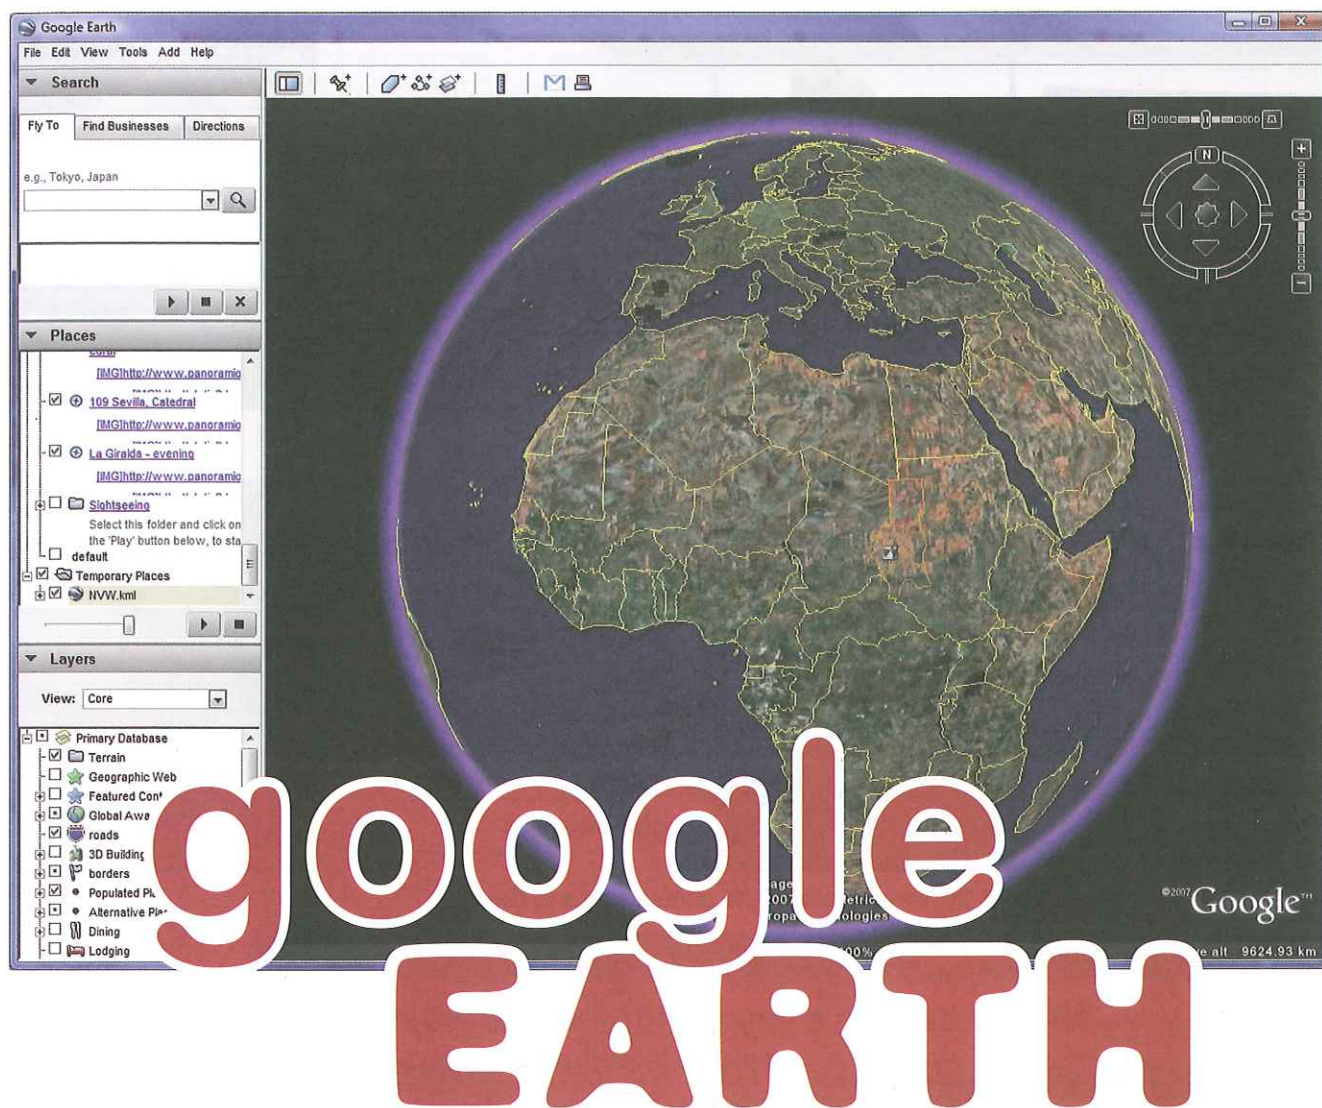 Google Earth
File Edit View Tools Add Help
Search
Fly To Find Businesses Directions
e.g., Tokyo, Japan
Places
[IMG]http://www.panoramio
109 Sevilla, Catedral
[IMG]http://www.panoramio
La Giralda - evening
[IMG]http://www.panoramio
Sightseeing
Select this folder and click on
the 'Play' button below, to sta
default
Temporary Places
NVW.kml
Layers
View: Core
Primary Database
Terrain
Geographic Web
Featured Cont
Global Awa
roads
3D Building
borders
Populated Pl
Alternative Pla
Dining
Lodging
N
©2007 Google™
alt 9624.93 km
google
EARTH